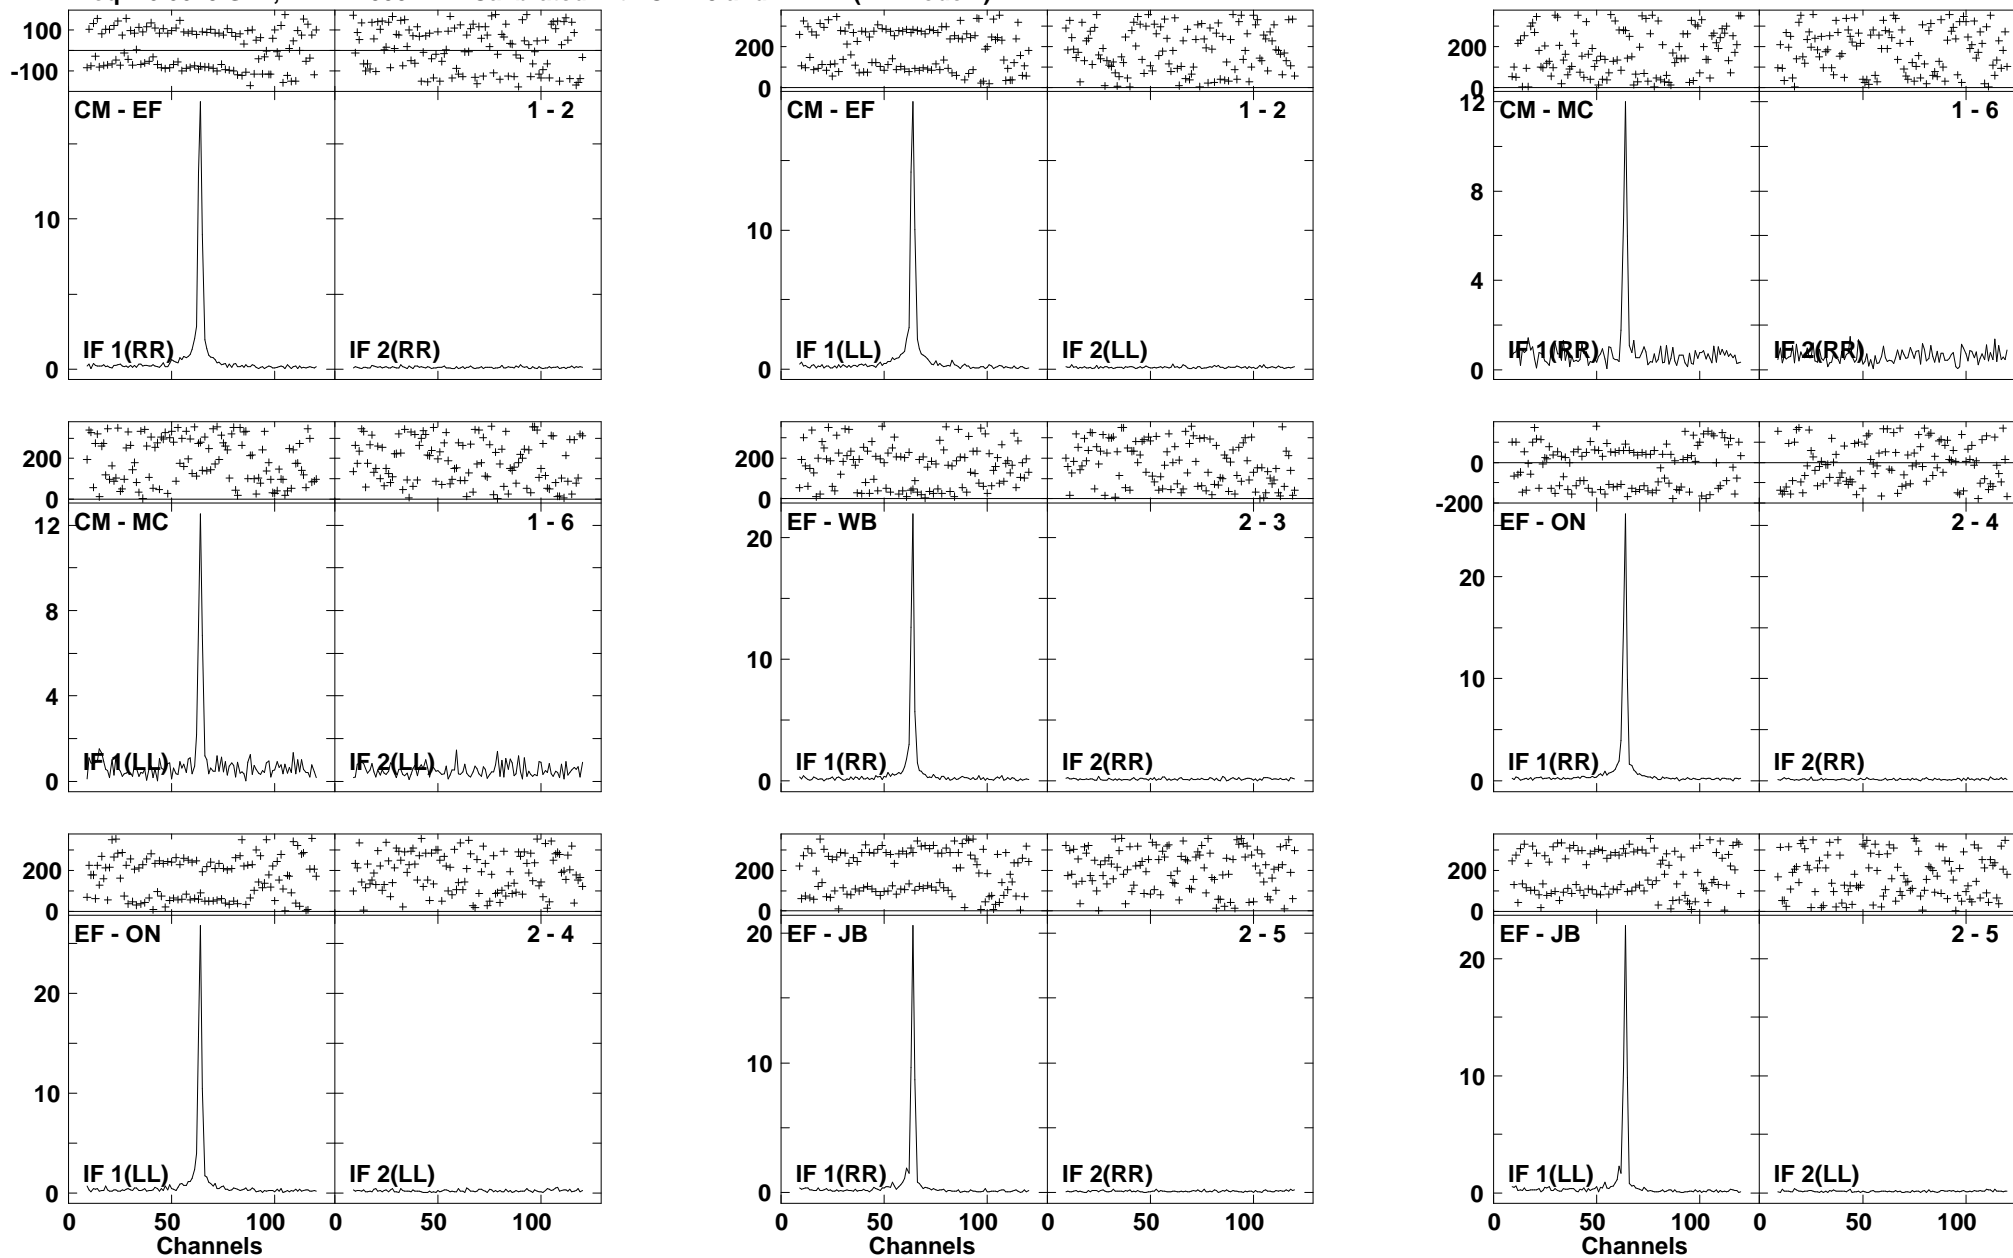 100
-100
CM - EF
1 - 2
10
0
IF 1(RR)
IF 2(RR)
200
0
CM - EF
1 - 2
10
0
IF 1(LL)
IF 2(LL)
200
0
12
CM - MC
1 - 6
8
4
0
IF 1(RR)
IF 2(RR)
200
0
12
CM - MC
1 - 6
8
4
0
IF 1(LL)
IF 2(LL)
200
0
EF - WB
2 - 3
20
10
0
IF 1(RR)
IF 2(RR)
0
-200
EF - ON
2 - 4
20
10
0
IF 1(RR)
IF 2(RR)
200
0
EF - ON
2 - 4
20
10
0
IF 1(LL)
IF 2(LL)
0 50 100 0 50 100
Channels
200
0
20
EF - JB
2 - 5
10
0
IF 1(RR)
IF 2(RR)
0 50 100 0 50 100
Channels
200
0
EF - JB
2 - 5
20
10
0
IF 1(LL)
IF 2(LL)
0 50 100 0 50 100
Channels